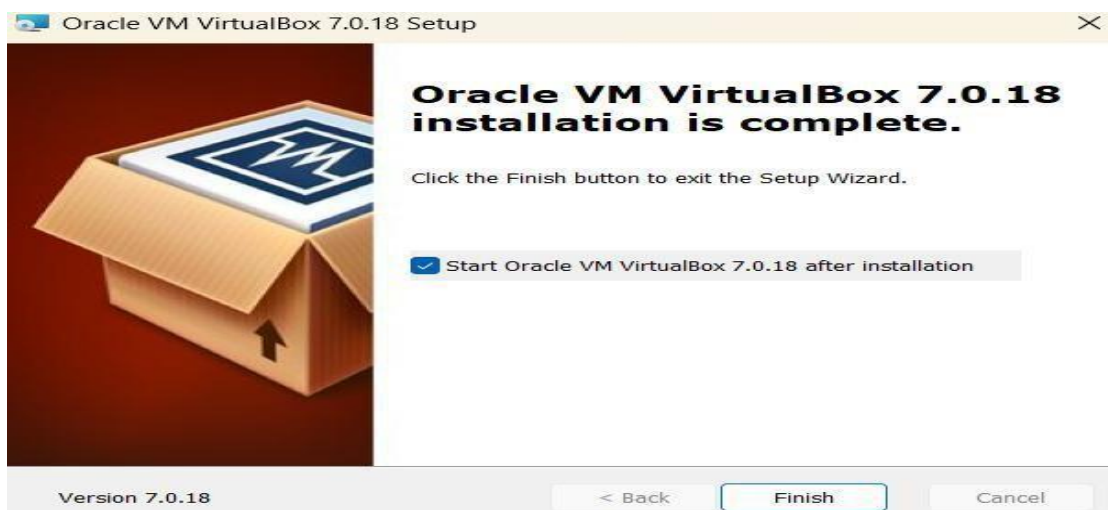 Oracle VM VirtualBox 7.0.18 Setup
Oracle VM VirtualBox 7.0.18
installation is complete.
Click the Finish button to exit the Setup Wizard.
Start Oracle VM VirtualBox 7.0.18 after installation
Version 7.0.18
< Back
Finish
Cancel